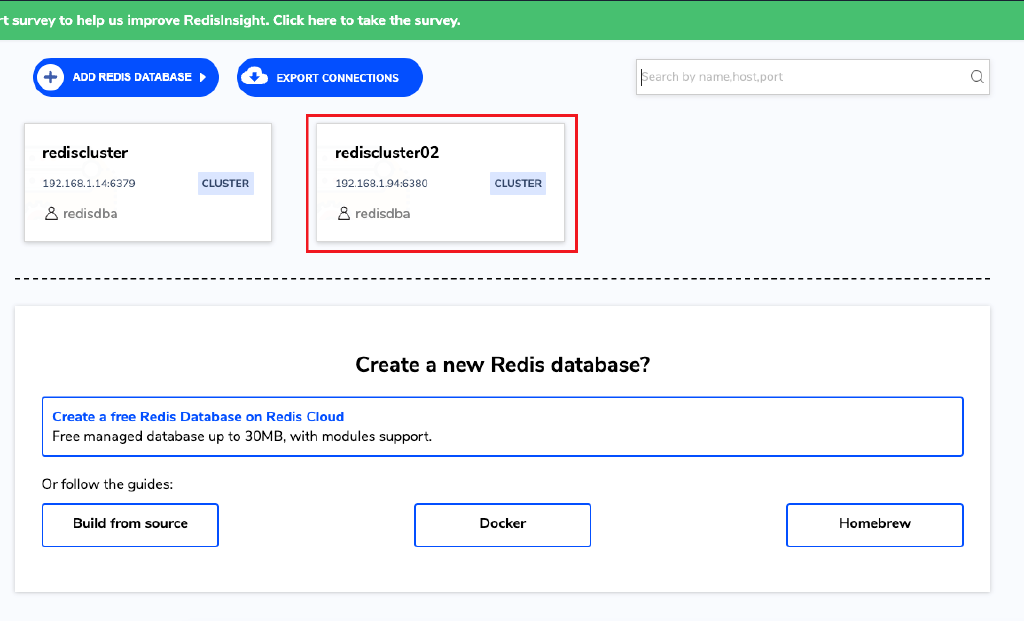 rt survey to help us improve RedisInsight. Click here to take the survey.
ADD REDIS DATABASE
EXPORT CONNECTIONS
Search by name,host,port
rediscluster
192.168.1.14:6379
CLUSTER
redisdba
rediscluster02
192.168.1.94:6380
CLUSTER
redisdba
Create a new Redis database?
Create a free Redis Database on Redis Cloud
Free managed database up to 30MB, with modules support.
Or follow the guides:
Build from source
Docker
Homebrew